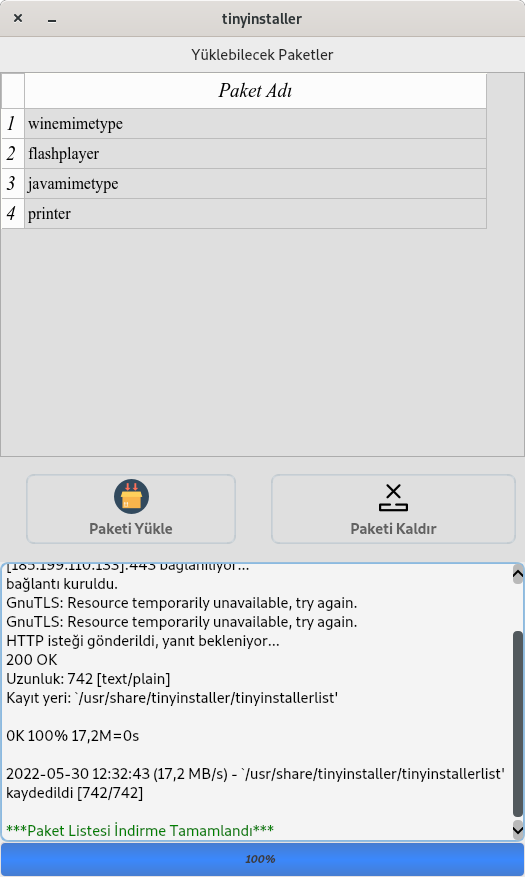 tinyinstaller
Yüklebilecek Paketler
Paket Adı
1 winemimetype
2 flashplayer
3 javamimetype
4 printer
Paketi Yükle Paketi Kaldır
[185.199.110.133]:443 bağlanılıyor...
bağlantı kuruldu.
GnuTLS: Resource temporarily unavailable, try again.
GnuTLS: Resource temporarily unavailable, try again.
HTTP isteği gönderildi, yanıt bekleniyor...
200 OK
Uzunluk: 742 [text/plain]
Kayıt yeri: `/usr/share/tinyinstaller/tinyinstallerlist'
0K 100% 17,2M=0s
2022-05-30 12:32:43 (17,2 MB/s) - `/usr/share/tinyinstaller/tinyinstallerlist'
kaydedildi [742/742]
***Paket Listesi İndirme Tamamlandı***
100%